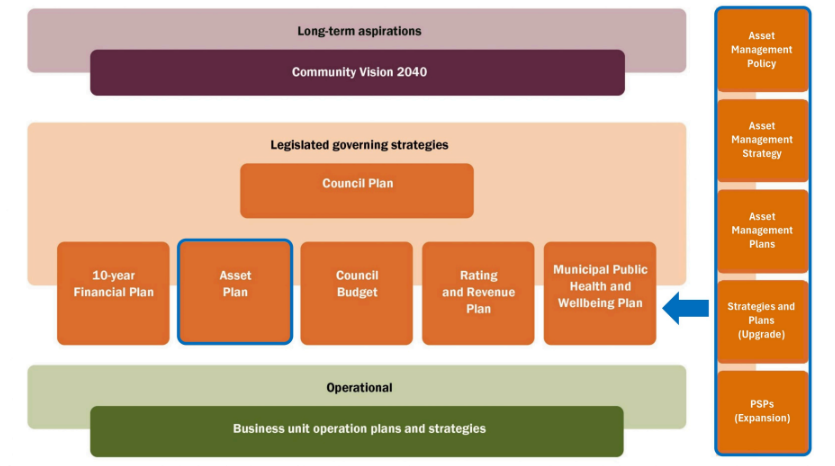 Long-term aspirations
Community Vision 2040
Legislated governing strategies
Council Plan
10-year
Financial Plan
Asset
Plan
Council
Budget
Rating
and Revenue
Plan
Municipal Public
Health and
Wellbeing Plan
Operational
Business unit operation plans and strategies
Asset
Management
Policy
Asset
Management
Strategy
Asset
Management
Plans
Strategies and
Plans
(Upgrade)
PSPs
(Expansion)